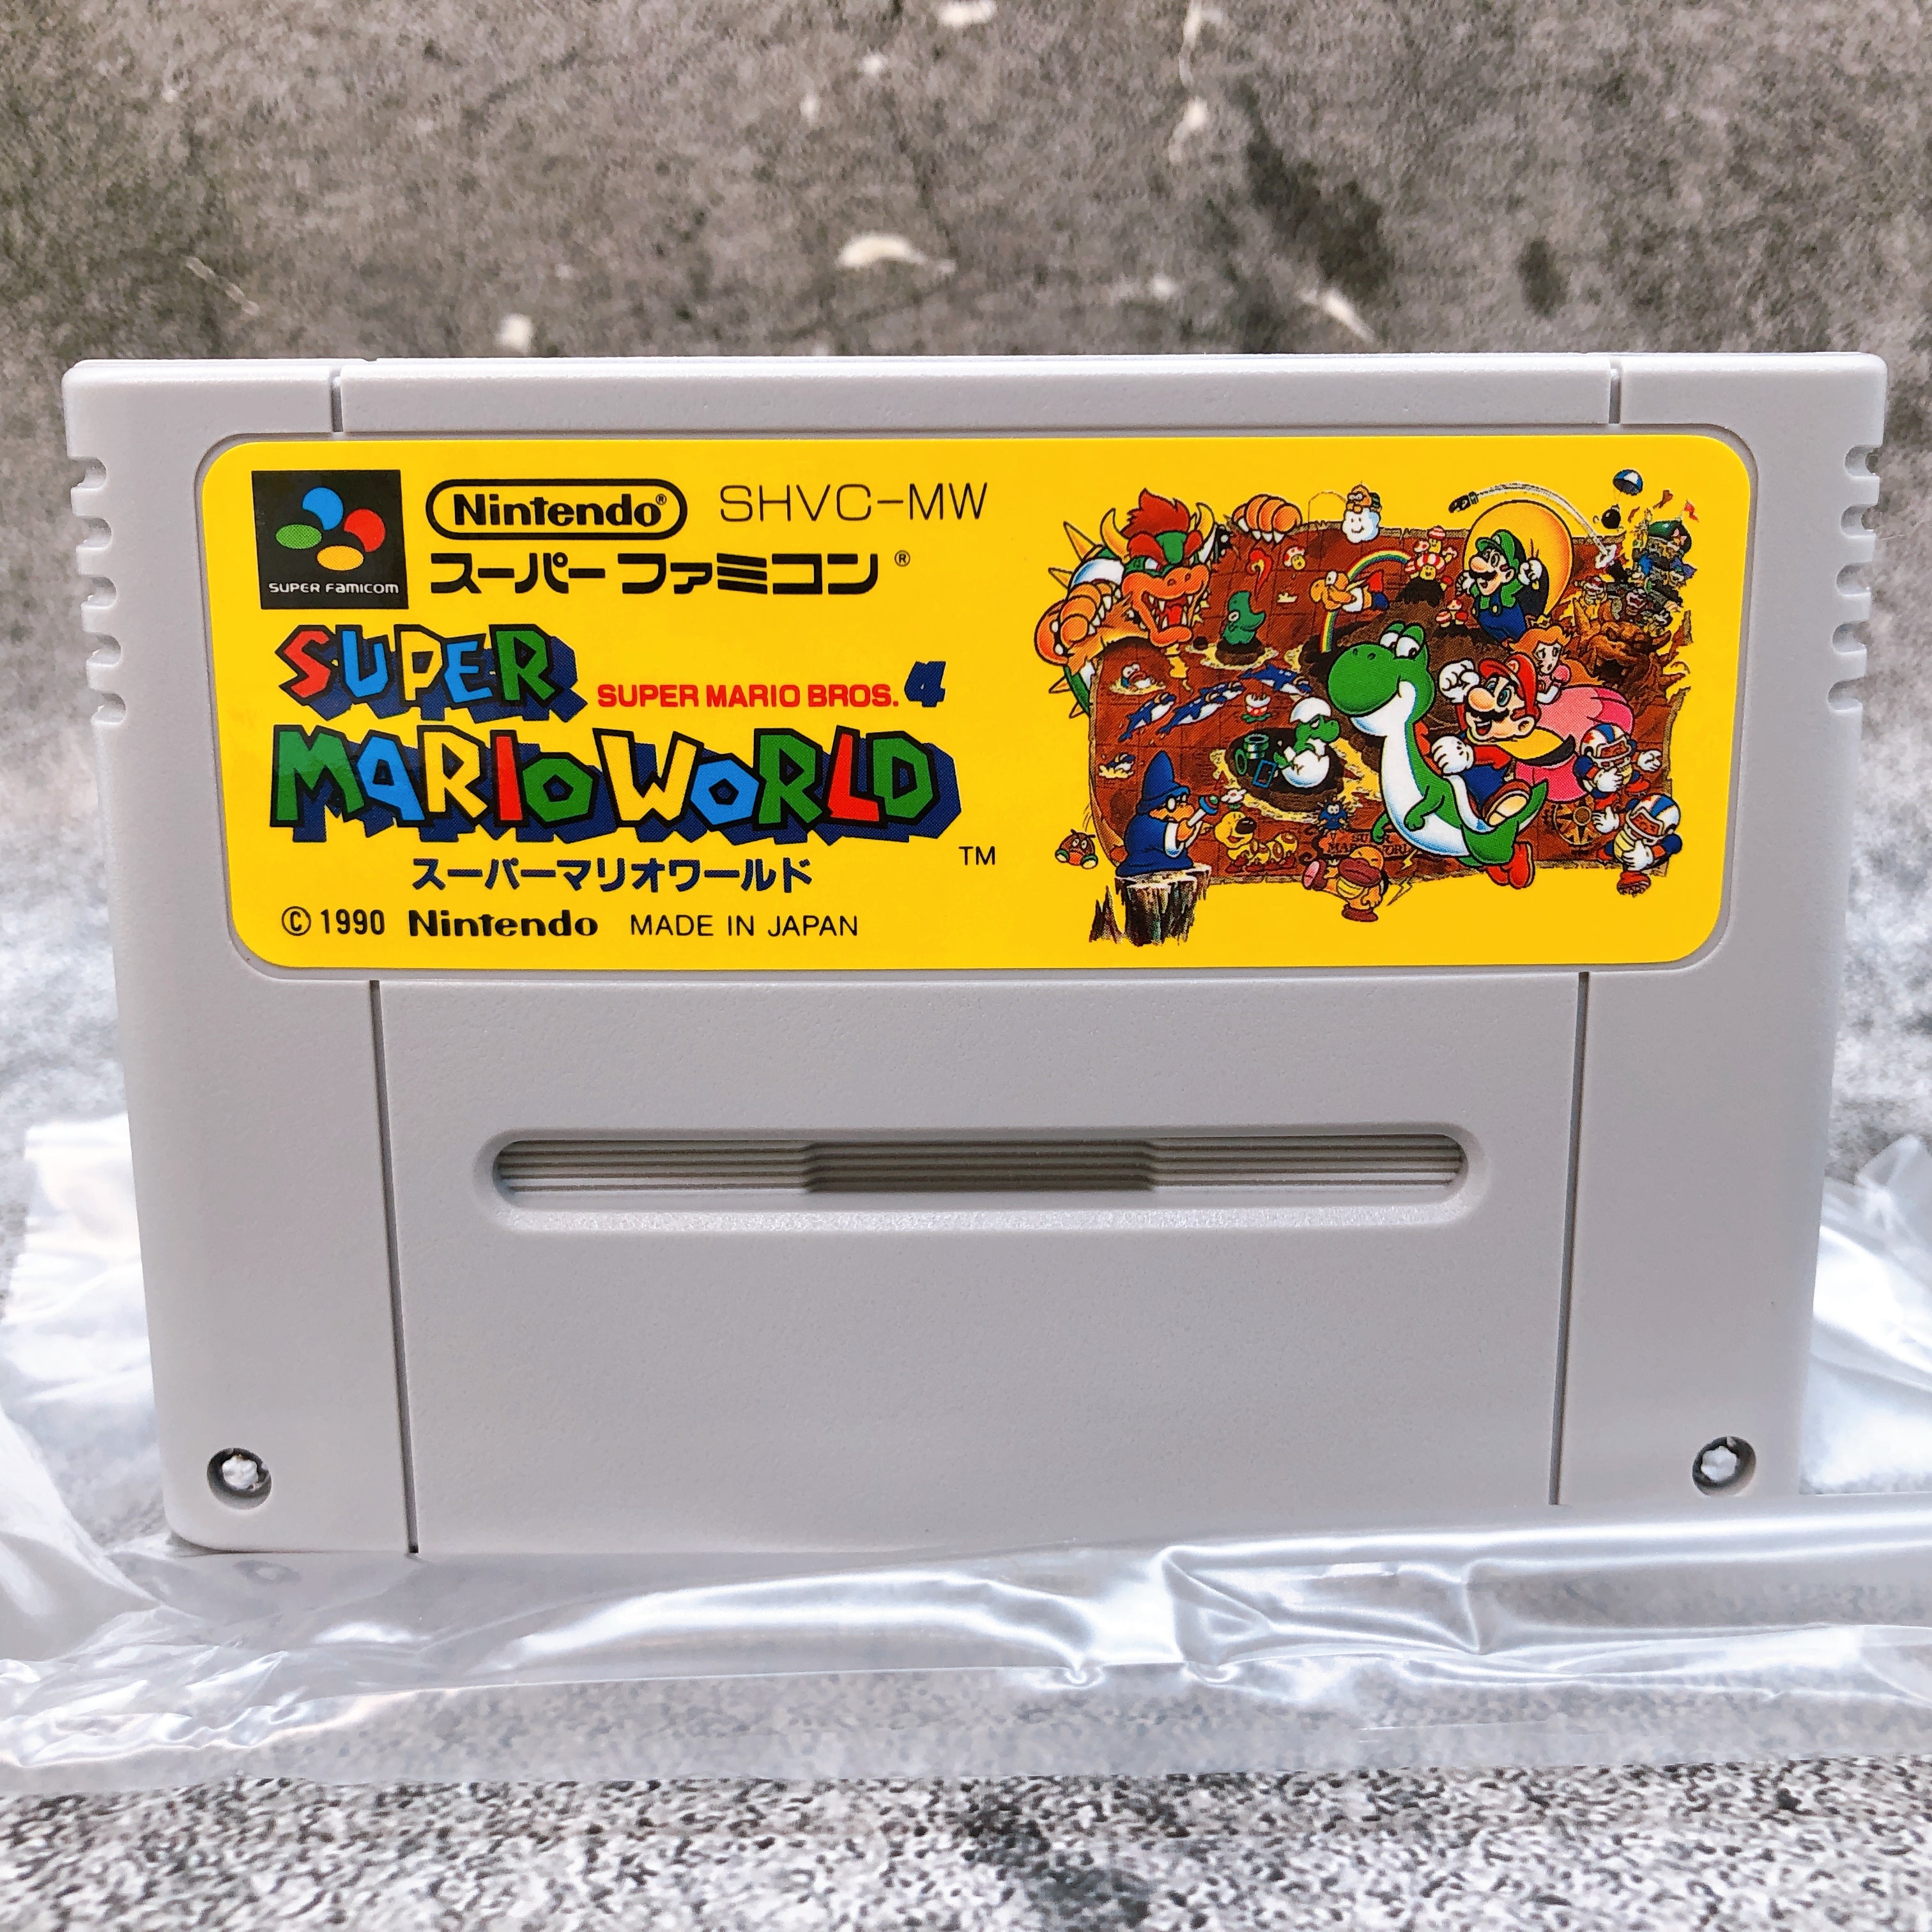 Nintendo® SHVC-MW
スーパーファミコン®
SUPER FAMICOM
SUPER
SUPER MARIO BROS. 4
MARIO WORLD
TM
スーパーマリオワールド
© 1990 Nintendo MADE IN JAPAN